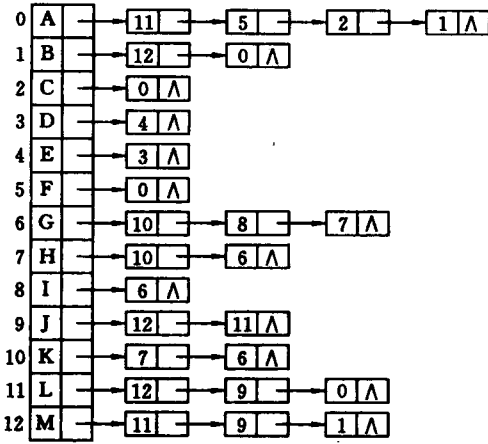 0 A 11 5 2 1 Λ
1 B 12 0 Λ
2 C 0 Λ
3 D 4 Λ
4 E 3 Λ
5 F 0 Λ
6 G 10 8 7 Λ
7 H 10 6 Λ
8 I 6 Λ
9 J 12 11 Λ
10 K 7 6 Λ
11 L 12 9 0 Λ
12 M 11 9 1 Λ